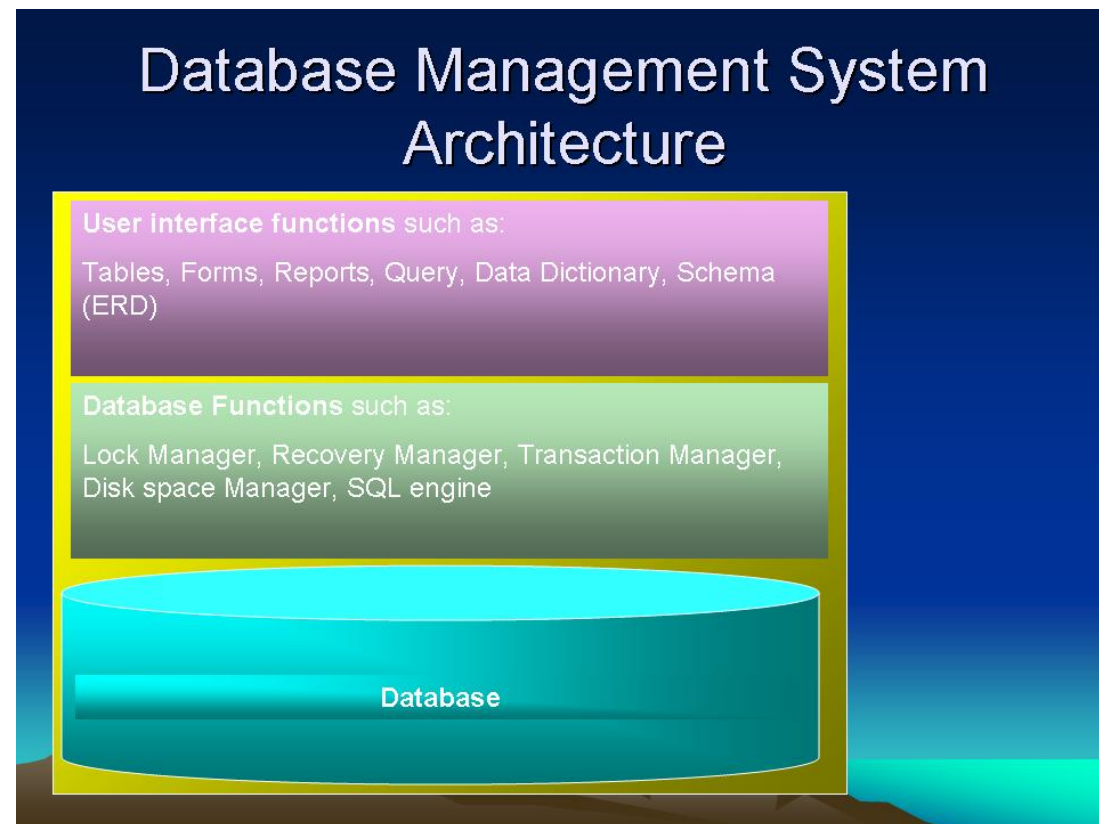 Database Management System
Architecture
User interface functions such as:
Tables, Forms, Reports, Query, Data Dictionary, Schema
(ERD)
Database Functions such as:
Lock Manager, Recovery Manager, Transaction Manager,
Disk space Manager, SQL engine
Database